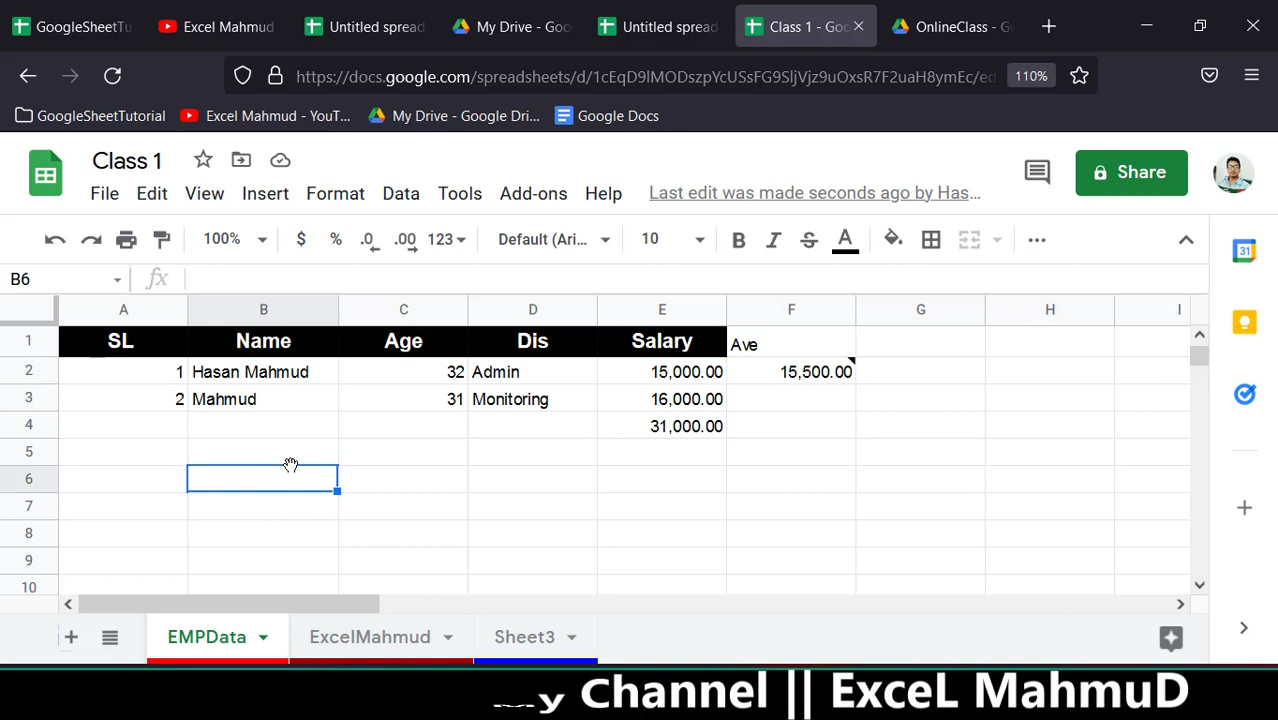 GoogleSheetTu
Excel Mahmud
Untitled spread
My Drive - Goo
Untitled spread
Class 1 - Goo
OnlineClass - Go
https://docs.google.com/spreadsheets/d/1cEqD9lMODszpYcUSsFG9SljVjz9uOxsR7F2uaH8ymEc/ed
110%
GoogleSheetTutorial
Excel Mahmud - YouT...
My Drive - Google Dri...
Google Docs
Class 1
File Edit View Insert Format Data Tools Add-ons Help
Last edit was made seconds ago by Has...
Share
100% $ % .0 .00 123 Default (Ari... 10 B I S A
31
B6 fx
A B C D E F G H I
1 SL Name Age Dis Salary Ave
2 1 Hasan Mahmud 32 Admin 15,000.00 15,500.00
3 2 Mahmud 31 Monitoring 16,000.00
4 31,000.00
5
6
7
8
9
10
EMPData ExcelMahmud Sheet3
Channel || ExceL MahmuD